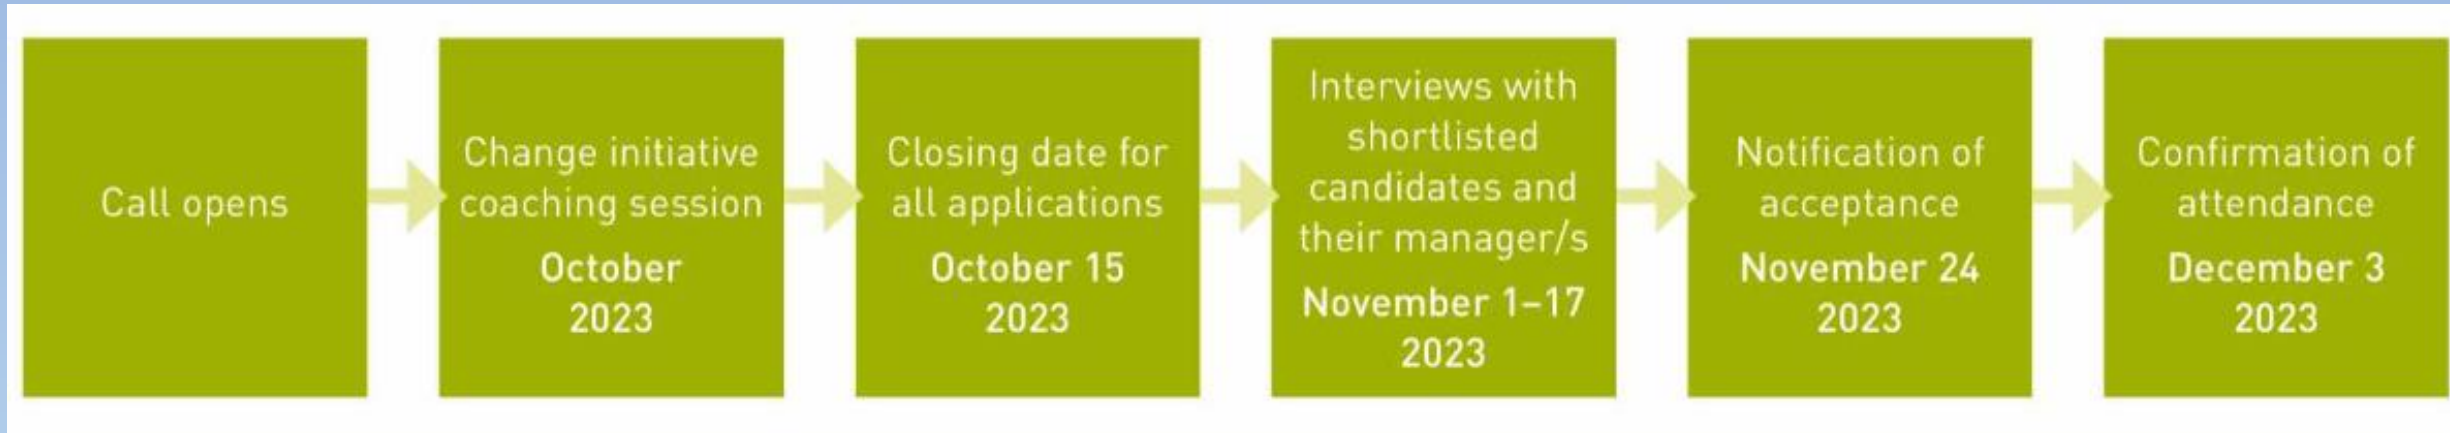 Call opens
Change initiative
coaching session
October
2023
Closing date for
all applications
October 15
2023
Interviews with
shortlisted
candidates and
their manager/s
November 1–17
2023
Notification of
acceptance
November 24
2023
Confirmation of
attendance
December 3
2023